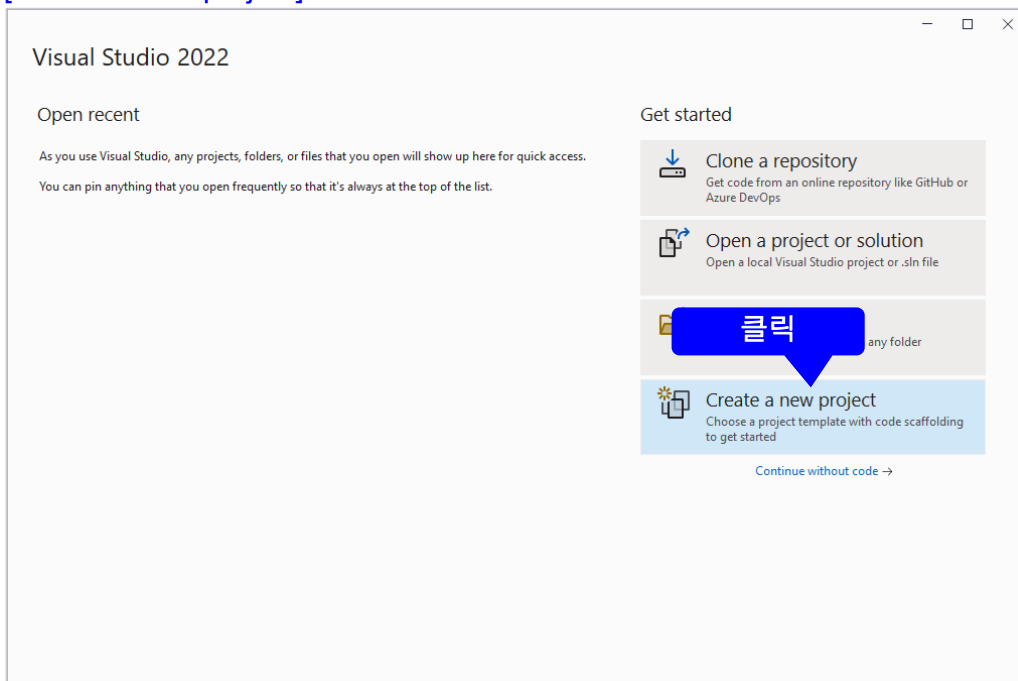 Visual Studio 2022
Open recent
As you use Visual Studio, any projects, folders, or files that you open will show up here for quick access.
You can pin anything that you open frequently so that it's always at the top of the list.
Get started
Clone a repository
Get code from an online repository like GitHub or
Azure DevOps
Open a project or solution
Open a local Visual Studio project or .sln file
클릭
any folder
Create a new project
Choose a project template with code scaffolding
to get started
Continue without code →